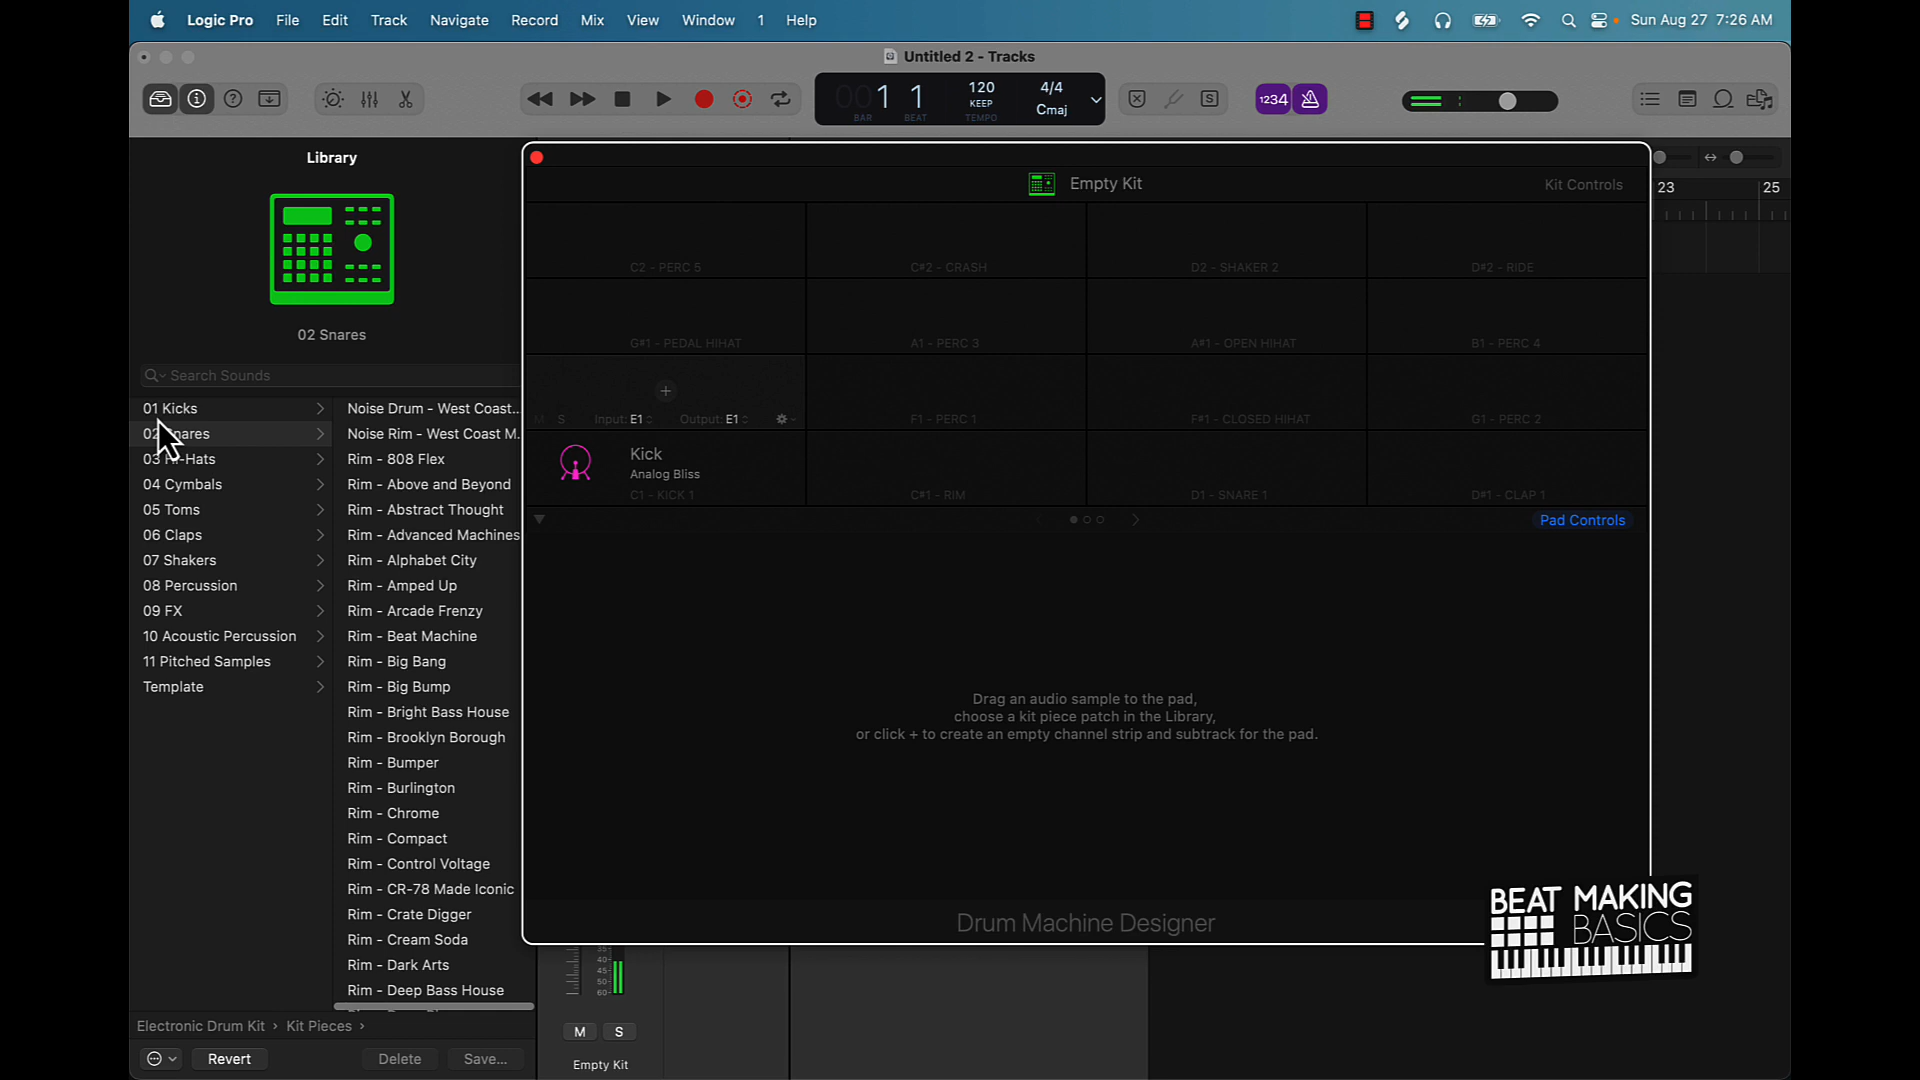 Logic Pro File Edit Track Navigate Record Mix View Window 1 Help Sun Aug 27 7:26 AM
Untitled 2 - Tracks
001 1 120 4/4
KEEP Cmaj
BAR BEAT TEMPO
1234
S
Library
02 Snares
Search Sounds
01 Kicks
02 Snares
03 Hi-Hats
04 Cymbals
05 Toms
06 Claps
07 Shakers
08 Percussion
09 FX
10 Acoustic Percussion
11 Pitched Samples
Template
Noise Drum - West Coast...
Noise Rim - West Coast M.
Rim - 808 Flex
Rim - Above and Beyond
Rim - Abstract Thought
Rim - Advanced Machines
Rim - Alphabet City
Rim - Amped Up
Rim - Arcade Frenzy
Rim - Beat Machine
Rim - Big Bang
Rim - Big Bump
Rim - Bright Bass House
Rim - Brooklyn Borough
Rim - Bumper
Rim - Burlington
Rim - Chrome
Rim - Compact
Rim - Control Voltage
Rim - CR-78 Made Iconic
Rim - Crate Digger
Rim - Cream Soda
Rim - Dark Arts
Rim - Deep Bass House
Electronic Drum Kit › Kit Pieces ›
Revert Delete Save...
Empty Kit
Kit Controls
23 25
C2 - PERC 5 C#2 - CRASH D2 - SHAKER 2 D#2 - RIDE
G#1 - PEDAL HIHAT A1 - PERC 3 A#1 - OPEN HIHAT B1 - PERC 4
+
M S Input: E1 Output: E1 F1 - PERC 1 F#1 - CLOSED HIHAT G1 - PERC 2
Kick
Analog Bliss
C1 - KICK 1 C#1 - RIM D1 - SNARE 1 D#1 - CLAP 1
Pad Controls
Drag an audio sample to the pad,
choose a kit piece patch in the Library,
or click + to create an empty channel strip and subtrack for the pad.
Drum Machine Designer
BEAT MAKING
BASICS
35
40
45
50
60
M S
Empty Kit